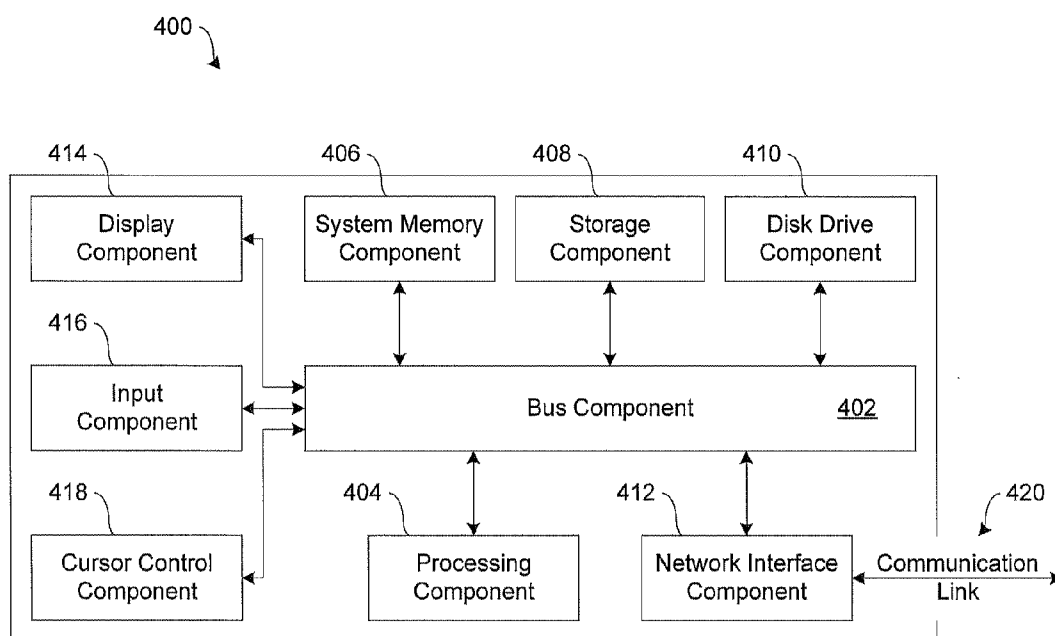 400
414
406
408
410
Display
Component
System Memory
Component
Storage
Component
Disk Drive
Component
416
Input
Component
Bus Component
402
418
404
412
420
Cursor Control
Component
Processing
Component
Network Interface
Component
Communication
Link